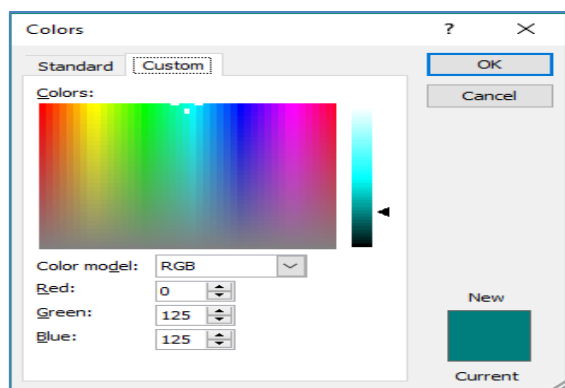 Colors ?
Standard Custom
OK
Cancel
Colors:
Color model: RGB
Red: 0
Green: 125
Blue: 125
New
Current